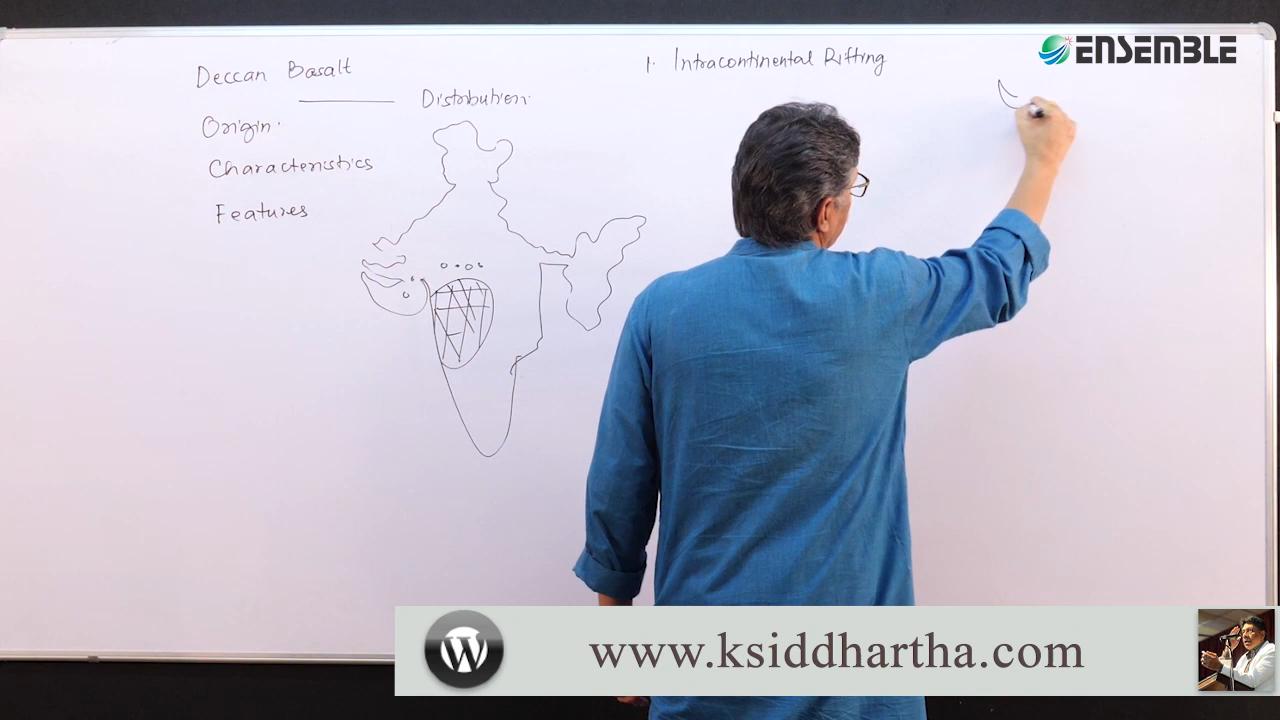 Deccan Basalt
Distribution.
Origin.
Characteristics
Features
1. Intracontinental Rifting
ENSEMBLE
www.ksiddhartha.com